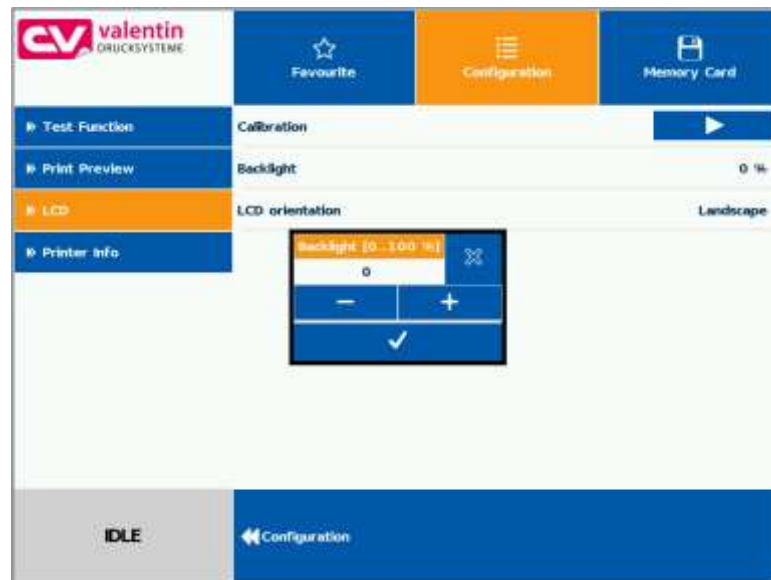 CV valentin
DRUCKSYSTEME
Favourite
Configuration
Memory Card
Test Function
Calibration
Print Preview
Backlight
0 %
LCD
LCD orientation
Landscape
Printer Info
Backlight [0..100 %]
0
IDLE
Configuration